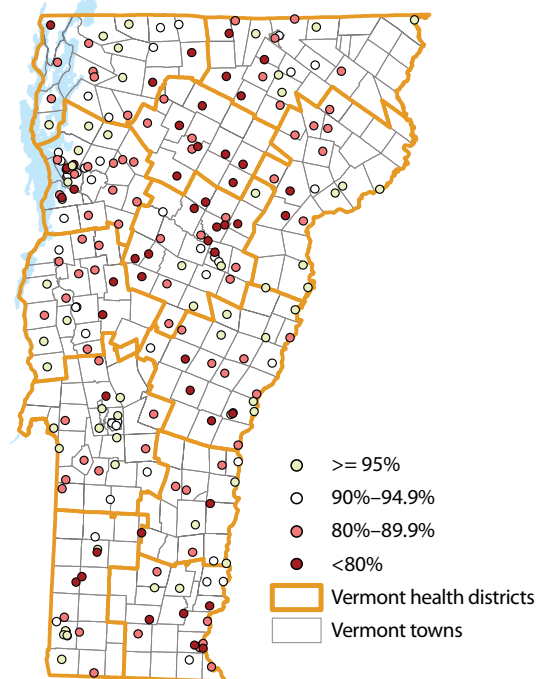 >= 95%
90%–94.9%
80%–89.9%
<80%
Vermont health districts
Vermont towns